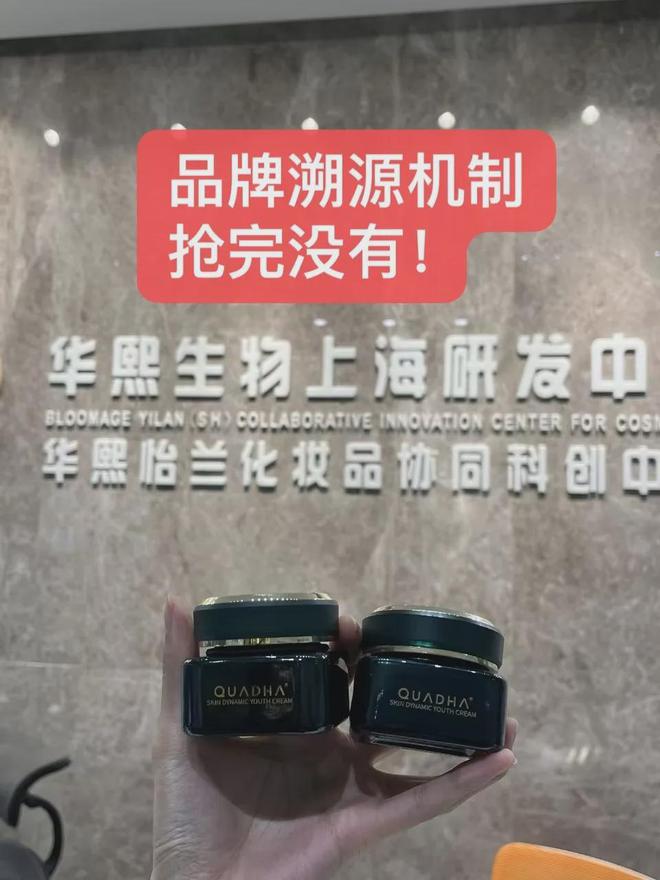 品牌溯源机制
抢完没有！
华熙生物上海研发中
BLOOMAGE YILAN (SH) COLLABORATIVE INNOVATION CENTER FOR COSM
华熙怡兰化妆品协同科创中
QUADHA®
SKIN DYNAMIC YOUTH CREAM
QUADHA®
SKIN DYNAMIC YOUTH CREAM